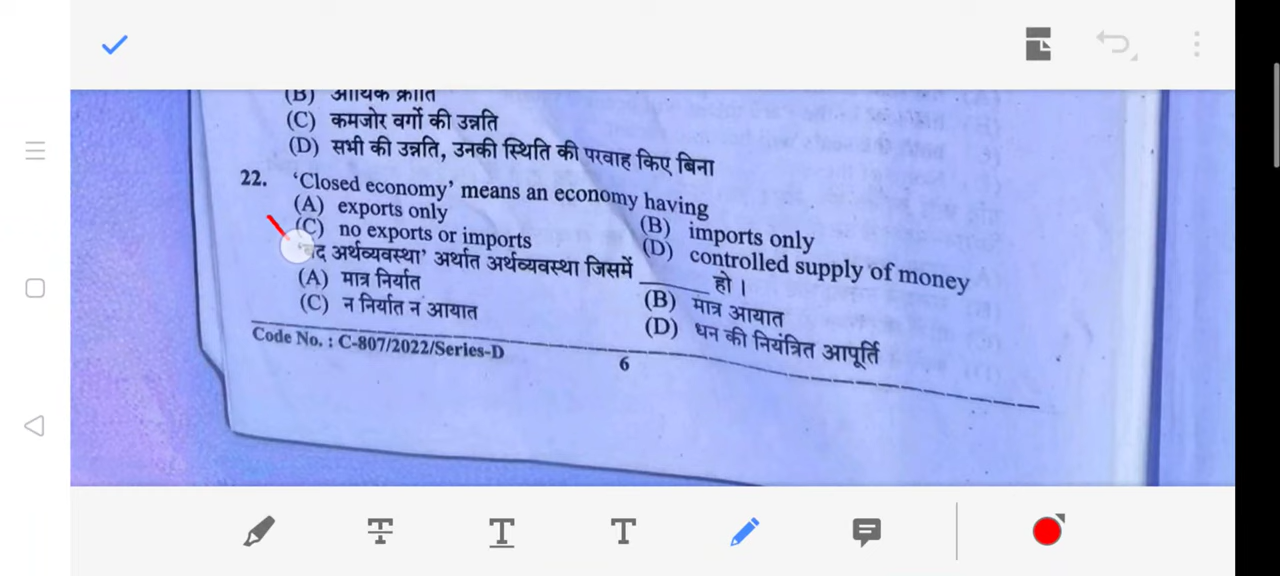 (B) आर्थिक क्रांति
(C) कमजोर वर्गो की उन्नति
(D) सभी की उन्नति, उनकी स्थिति की परवाह किए बिना
22. 'Closed economy' means an economy having
(A) exports only (B) imports only
(C) no exports or imports (D) controlled supply of money
'बंद अर्थव्यवस्था' अर्थात अर्थव्यवस्था जिसमें ______ हो ।
(A) मात्र निर्यात (B) मात्र आयात
(C) न निर्यात न आयात (D) धन की नियंत्रित आपूर्ति
Code No. : C-807/2022/Series-D 6